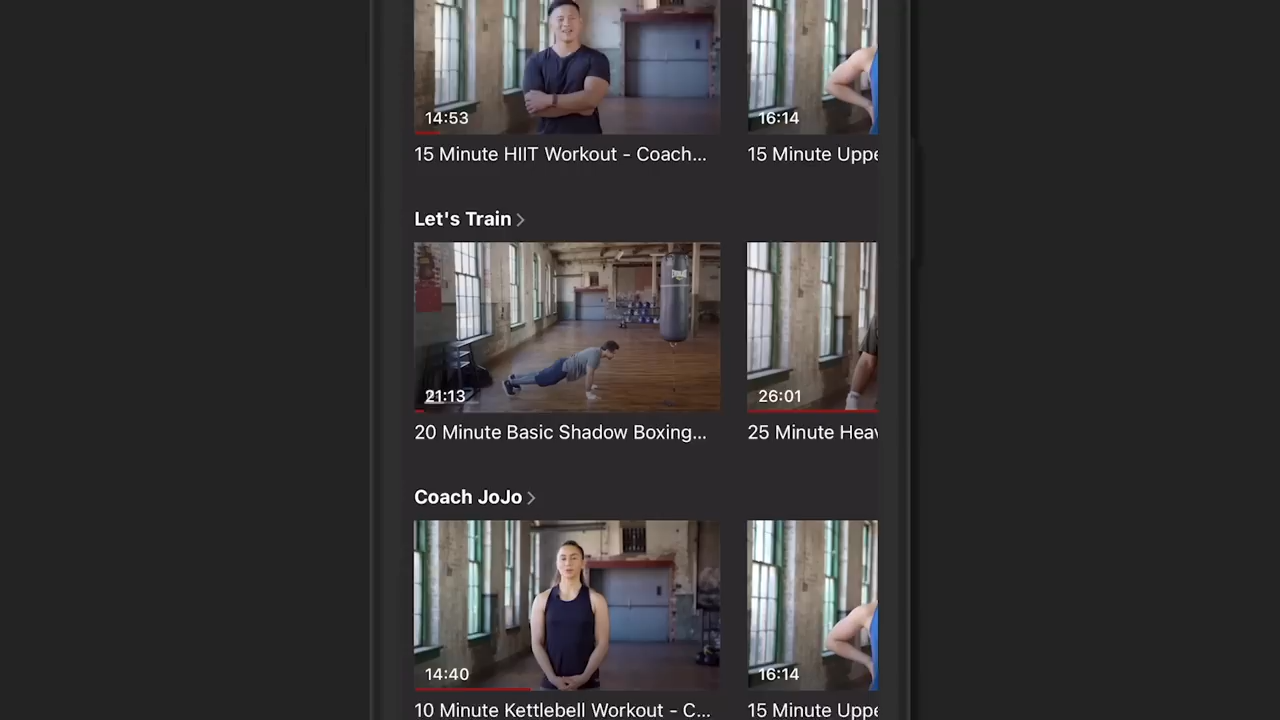 14:53
16:14
15 Minute HIIT Workout - Coach...
15 Minute Uppe
Let's Train >
EVERLAST
21:13
26:01
20 Minute Basic Shadow Boxing...
25 Minute Heav
Coach JoJo >
14:40
16:14
10 Minute Kettlebell Workout - C...
15 Minute Uppe